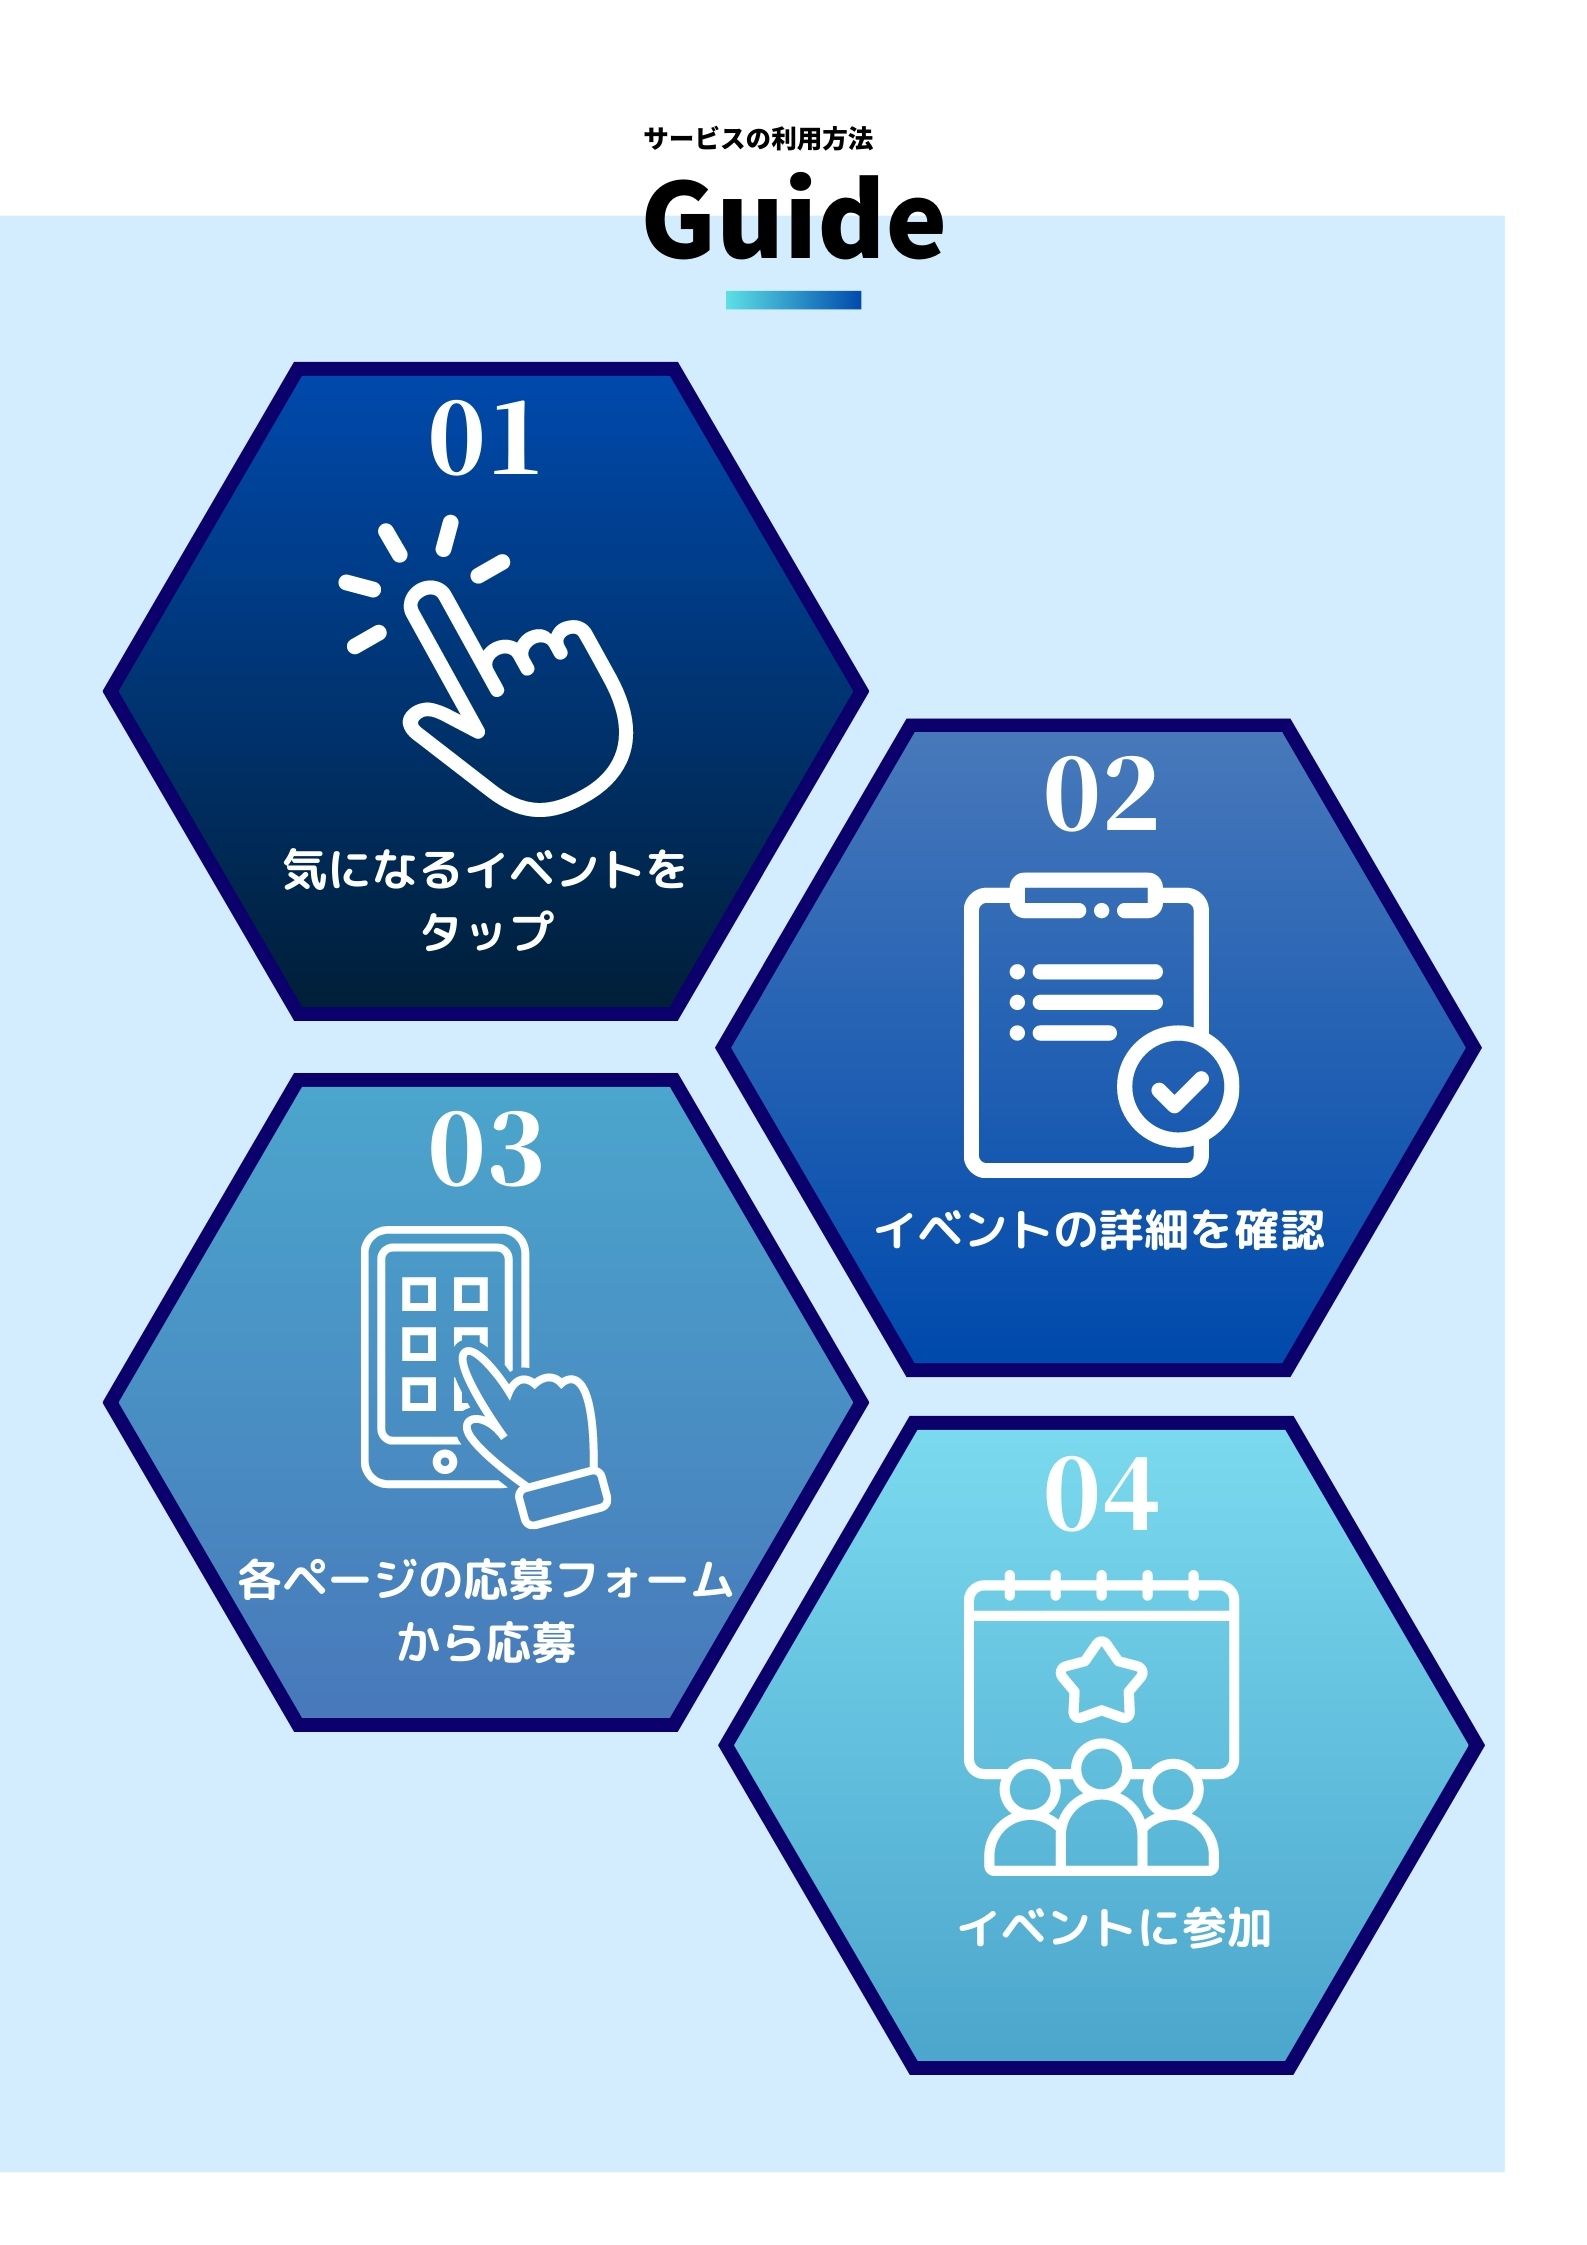 サービスの利用方法
Guide
01
気になるイベントを
タップ
02
イベントの詳細を確認
03
各ページの応募フォーム
から応募
04
イベントに参加